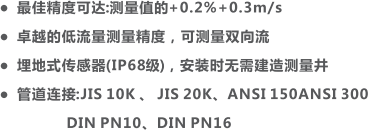 ● 最佳精度可达:测量值的+0.2%+0.3m/s
● 卓越的低流量测量精度，可测量双向流
● 埋地式传感器(IP68级)，安装时无需建造测量井
● 管道连接:JIS 10K 、 JIS 20K、ANSI 150ANSI 300
DIN PN10、DIN PN16